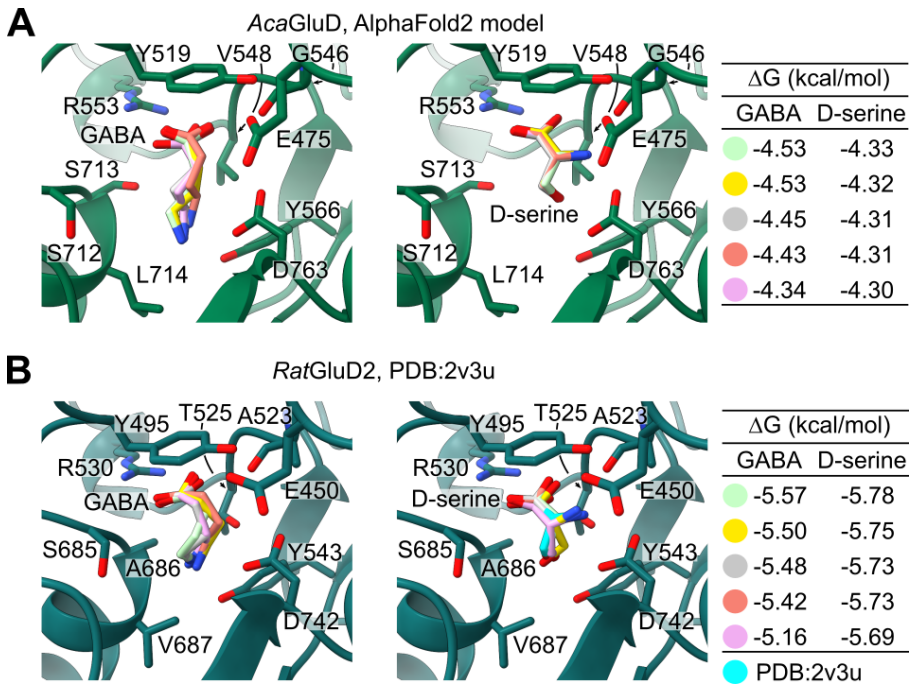 A
AcaGluD, AlphaFold2 model
Y519 V548 G546
R553
GABA
E475
S713
Y566
S712
L714
D763
Y519 V548 G546
R553
E475
S713
D-serine
Y566
S712
L714
D763
ΔG (kcal/mol)
GABA D-serine
-4.53 -4.33
-4.53 -4.32
-4.45 -4.31
-4.43 -4.31
-4.34 -4.30
B
RatGluD2, PDB:2v3u
Y495 T525 A523
R530
GABA
E450
S685
Y543
A686
D742
V687
Y495 T525 A523
R530
D-serine
E450
S685
Y543
A686
D742
V687
ΔG (kcal/mol)
GABA D-serine
-5.57 -5.78
-5.50 -5.75
-5.48 -5.73
-5.42 -5.73
-5.16 -5.69
PDB:2v3u